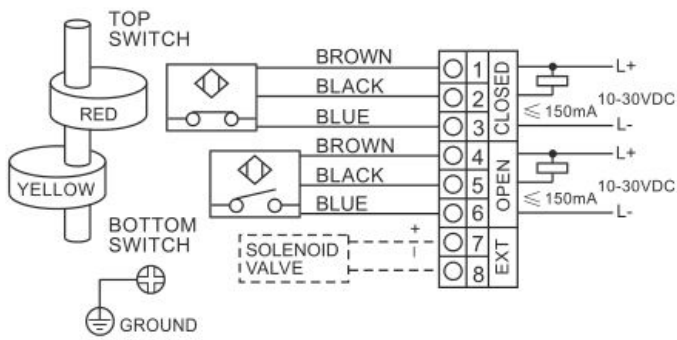 TOP
SWITCH
RED
YELLOW
BOTTOM
SWITCH
GROUND
BROWN
BLACK
BLUE
BROWN
BLACK
BLUE
SOLENOID
VALVE
+
-
1
2
3
4
5
6
7
8
CLOSED
OPEN
EXT
L+
10-30VDC
≤ 150mA
L-
L+
10-30VDC
≤ 150mA
L-